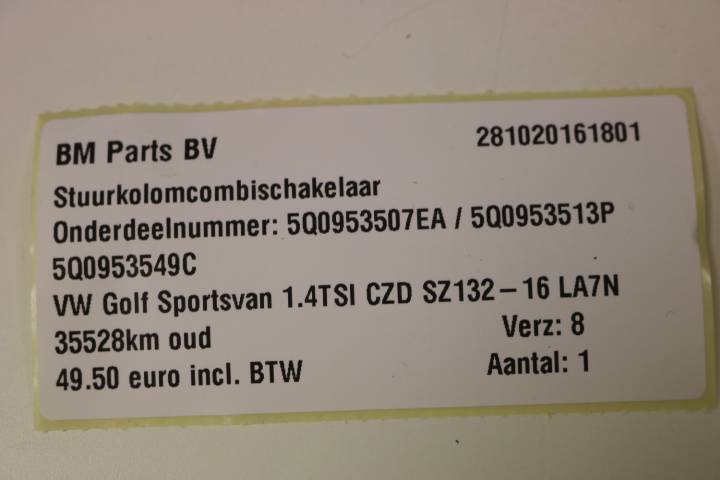 BM Parts BV 281020161801
Stuurkolomcombischakelaar
Onderdeelnummer: 5Q0953507EA / 5Q0953513P
5Q0953549C
VW Golf Sportsvan 1.4TSI CZD SZ132-16 LA7N
35528km oud Verz: 8
49.50 euro incl. BTW Aantal: 1